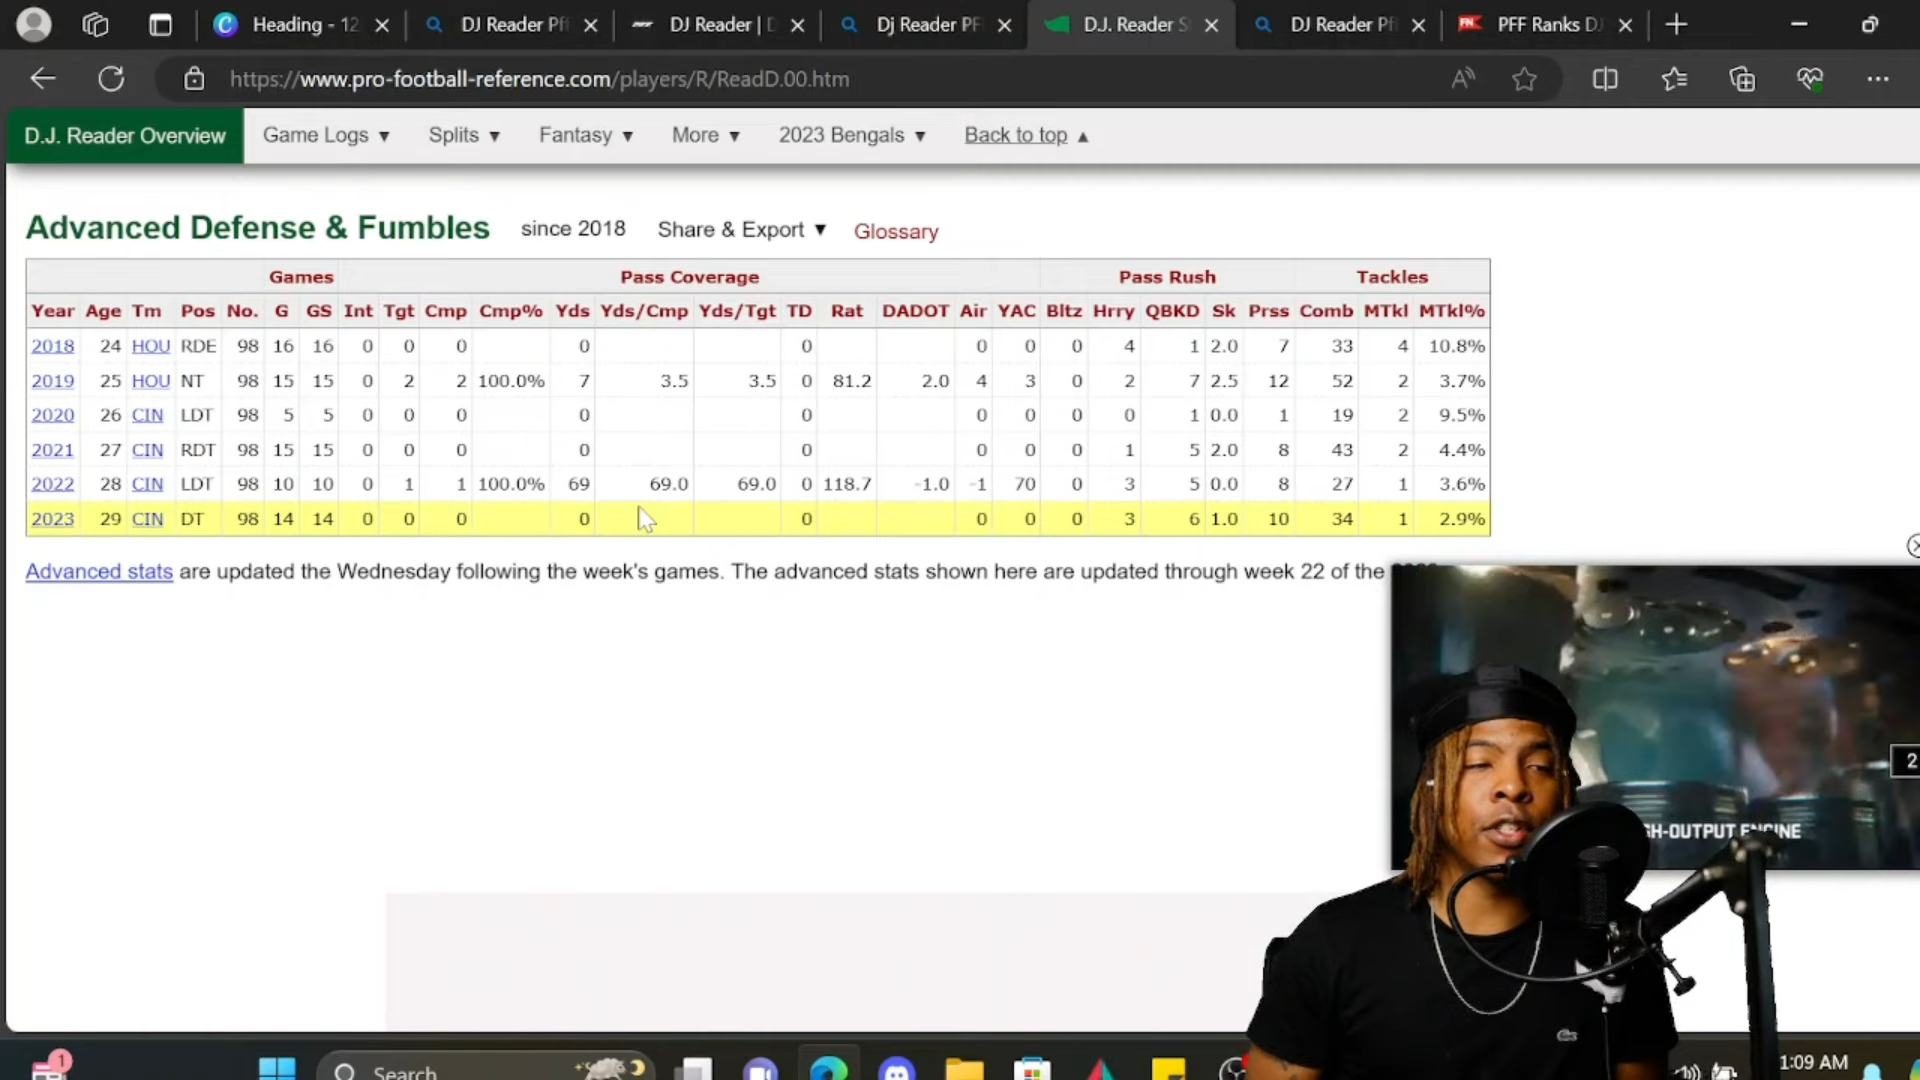 Heading - 12
DJ Reader Pf
DJ Reader | D
Dj Reader PF
D.J. Reader S
DJ Reader Pf
FN PFF Ranks DJ
https://www.pro-football-reference.com/players/R/ReadD.00.htm
D.J. Reader Overview Game Logs ▼ Splits ▼ Fantasy ▼ More ▼ 2023 Bengals ▼ Back to top ▲
Advanced Defense & Fumbles since 2018 Share & Export ▼ Glossary
Games Pass Coverage Pass Rush Tackles
Year Age Tm Pos No. G GS Int Tgt Cmp Cmp% Yds Yds/Cmp Yds/Tgt TD Rat DADOT Air YAC Bltz Hrry QBKD Sk Prss Comb MTkl MTkl%
2018 24 HOU RDE 98 16 16 0 0 0 0 0 0 0 0 4 1 2.0 7 33 4 10.8%
2019 25 HOU NT 98 15 15 0 2 2 100.0% 7 3.5 3.5 0 81.2 2.0 4 3 0 2 7 2.5 12 52 2 3.7%
2020 26 CIN LDT 98 5 5 0 0 0 0 0 0 0 0 0 1 0.0 1 19 2 9.5%
2021 27 CIN RDT 98 15 15 0 0 0 0 0 0 0 0 1 5 2.0 8 43 2 4.4%
2022 28 CIN LDT 98 10 10 0 1 1 100.0% 69 69.0 69.0 0 118.7 -1.0 -1 70 0 3 5 0.0 8 27 1 3.6%
2023 29 CIN DT 98 14 14 0 0 0 0 0 0 0 0 3 6 1.0 10 34 1 2.9%
Advanced stats are updated the Wednesday following the week's games. The advanced stats shown here are updated through week 22 of the
2
GH-OUTPUT ENGINE
1
Search
1:09 AM